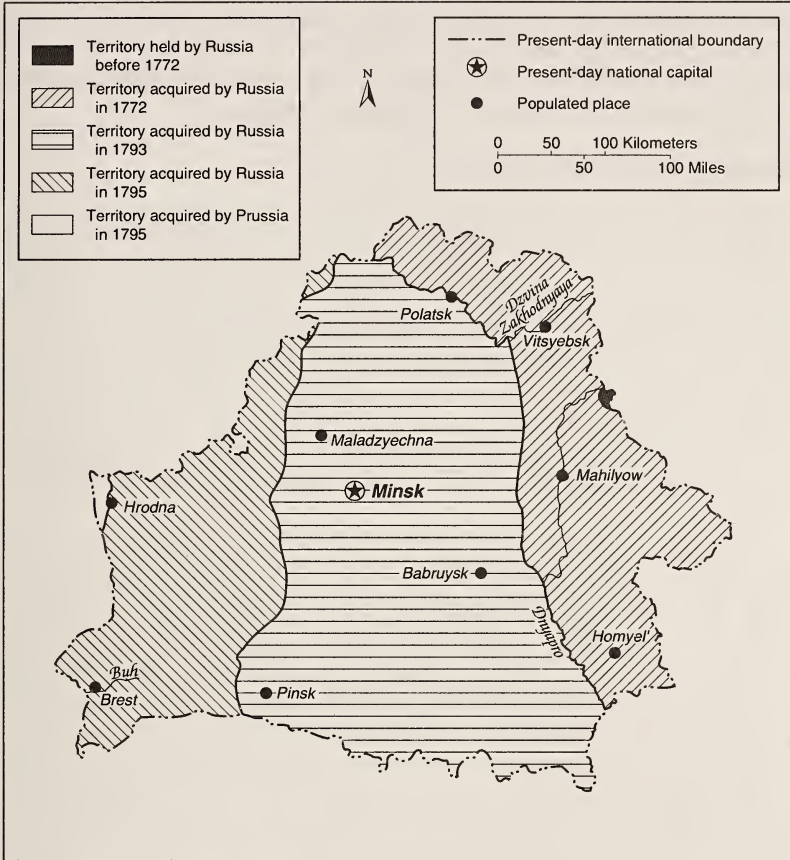 Territory held by Russia
before 1772
Territory acquired by Russia
in 1772
Territory acquired by Russia
in 1793
Territory acquired by Russia
in 1795
Territory acquired by Prussia
in 1795
N
Present-day international boundary
Present-day national capital
Populated place
0 50 100 Kilometers
0 50 100 Miles
Polatsk
Dzvina
Zakhodnyaya
Vitsyebsk
Maladzyechna
Minsk
Mahilyow
Hrodna
Babruysk
Dnyapro
Homyel'
Buh
Brest
Pinsk